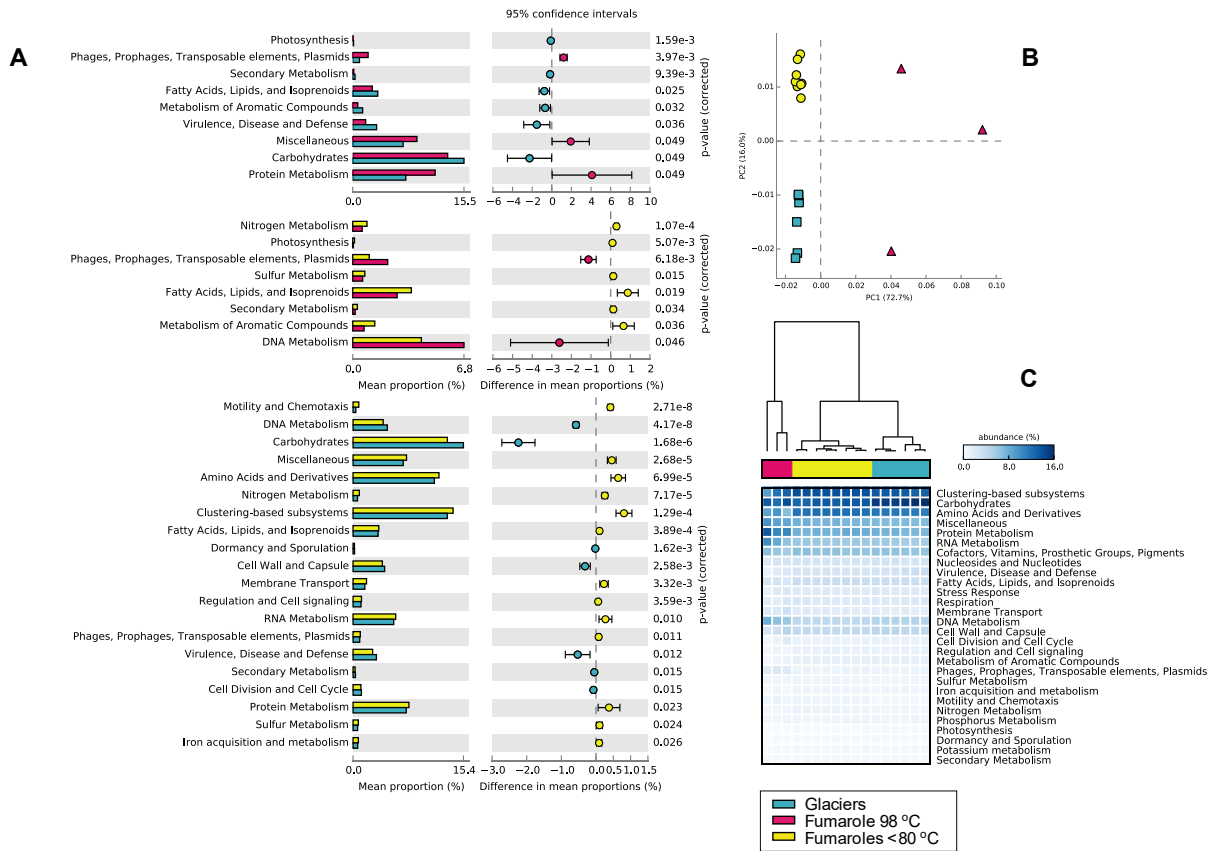 A
95% confidence intervals
Photosynthesis 1.59e-3
Phages, Prophages, Transposable elements, Plasmids 3.97e-3
Secondary Metabolism 9.39e-3
Fatty Acids, Lipids, and Isoprenoids 0.025
Metabolism of Aromatic Compounds 0.032
Virulence, Disease and Defense 0.036
Miscellaneous 0.049
Carbohydrates 0.049
Protein Metabolism 0.049
p-value (corrected)
0.0 15.5 −6 −4 −2 0 2 4 6 8 10
Nitrogen Metabolism 1.07e-4
Photosynthesis 5.07e-3
Phages, Prophages, Transposable elements, Plasmids 6.18e-3
Sulfur Metabolism 0.015
Fatty Acids, Lipids, and Isoprenoids 0.019
Secondary Metabolism 0.034
Metabolism of Aromatic Compounds 0.036
DNA Metabolism 0.046
p-value (corrected)
0.0 6.8 −6 −5 −4 −3 −2 −1 0 1 2
Mean proportion (%) Difference in mean proportions (%)
Motility and Chemotaxis 2.71e-8
DNA Metabolism 4.17e-8
Carbohydrates 1.68e-6
Miscellaneous 2.68e-5
Amino Acids and Derivatives 6.99e-5
Nitrogen Metabolism 7.17e-5
Clustering-based subsystems 1.29e-4
Fatty Acids, Lipids, and Isoprenoids 3.89e-4
Dormancy and Sporulation 1.62e-3
Cell Wall and Capsule 2.58e-3
Membrane Transport 3.32e-3
Regulation and Cell signaling 3.59e-3
RNA Metabolism 0.010
Phages, Prophages, Transposable elements, Plasmids 0.011
Virulence, Disease and Defense 0.012
Secondary Metabolism 0.015
Cell Division and Cell Cycle 0.015
Protein Metabolism 0.023
Sulfur Metabolism 0.024
Iron acquisition and metabolism 0.026
p-value (corrected)
0.0 15.4 −3.0 −2.0 −1.0 0.0 0.5 1.0 1.5
Mean proportion (%) Difference in mean proportions (%)
B
PC2 (16.0%)
0.01
0.00
−0.01
−0.02
−0.02 0.00 0.02 0.04 0.06 0.08 0.10
PC1 (72.7%)
C
abundance (%)
0.0 8.0 16.0
Clustering-based subsystems
Carbohydrates
Amino Acids and Derivatives
Miscellaneous
Protein Metabolism
RNA Metabolism
Cofactors, Vitamins, Prosthetic Groups, Pigments
Nucleosides and Nucleotides
Virulence, Disease and Defense
Fatty Acids, Lipids, and Isoprenoids
Stress Response
Respiration
Membrane Transport
DNA Metabolism
Cell Wall and Capsule
Cell Division and Cell Cycle
Regulation and Cell signaling
Metabolism of Aromatic Compounds
Phages, Prophages, Transposable elements, Plasmids
Sulfur Metabolism
Iron acquisition and metabolism
Motility and Chemotaxis
Nitrogen Metabolism
Phosphorus Metabolism
Photosynthesis
Dormancy and Sporulation
Potassium metabolism
Secondary Metabolism
Glaciers
Fumarole 98 °C
Fumaroles <80 °C